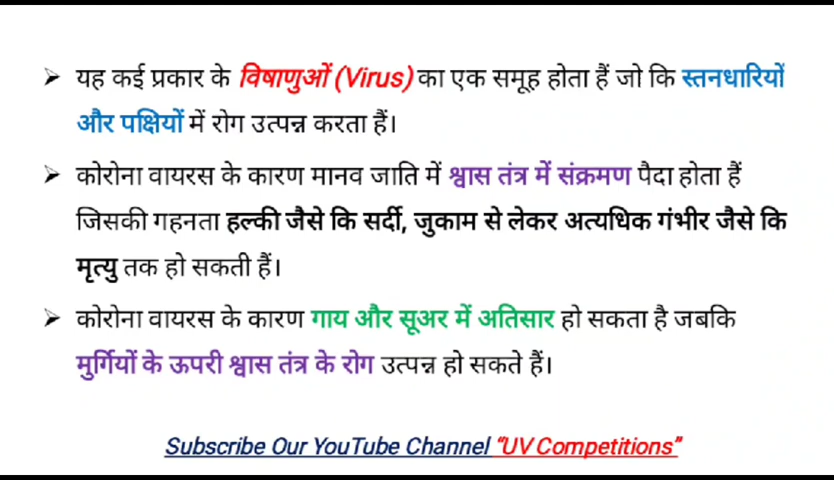 ➢ यह कई प्रकार के विषाणुओं (Virus) का एक समूह होता हैं जो कि स्तनधारियों
और पक्षियों में रोग उत्पन्न करता हैं।
➢ कोरोना वायरस के कारण मानव जाति में श्वास तंत्र में संक्रमण पैदा होता हैं
जिसकी गहनता हल्की जैसे कि सर्दी, जुकाम से लेकर अत्यधिक गंभीर जैसे कि
मृत्यु तक हो सकती हैं।
➢ कोरोना वायरस के कारण गाय और सूअर में अतिसार हो सकता है जबकि
मुर्गियों के ऊपरी श्वास तंत्र के रोग उत्पन्न हो सकते हैं।
Subscribe Our YouTube Channel "UV Competitions"